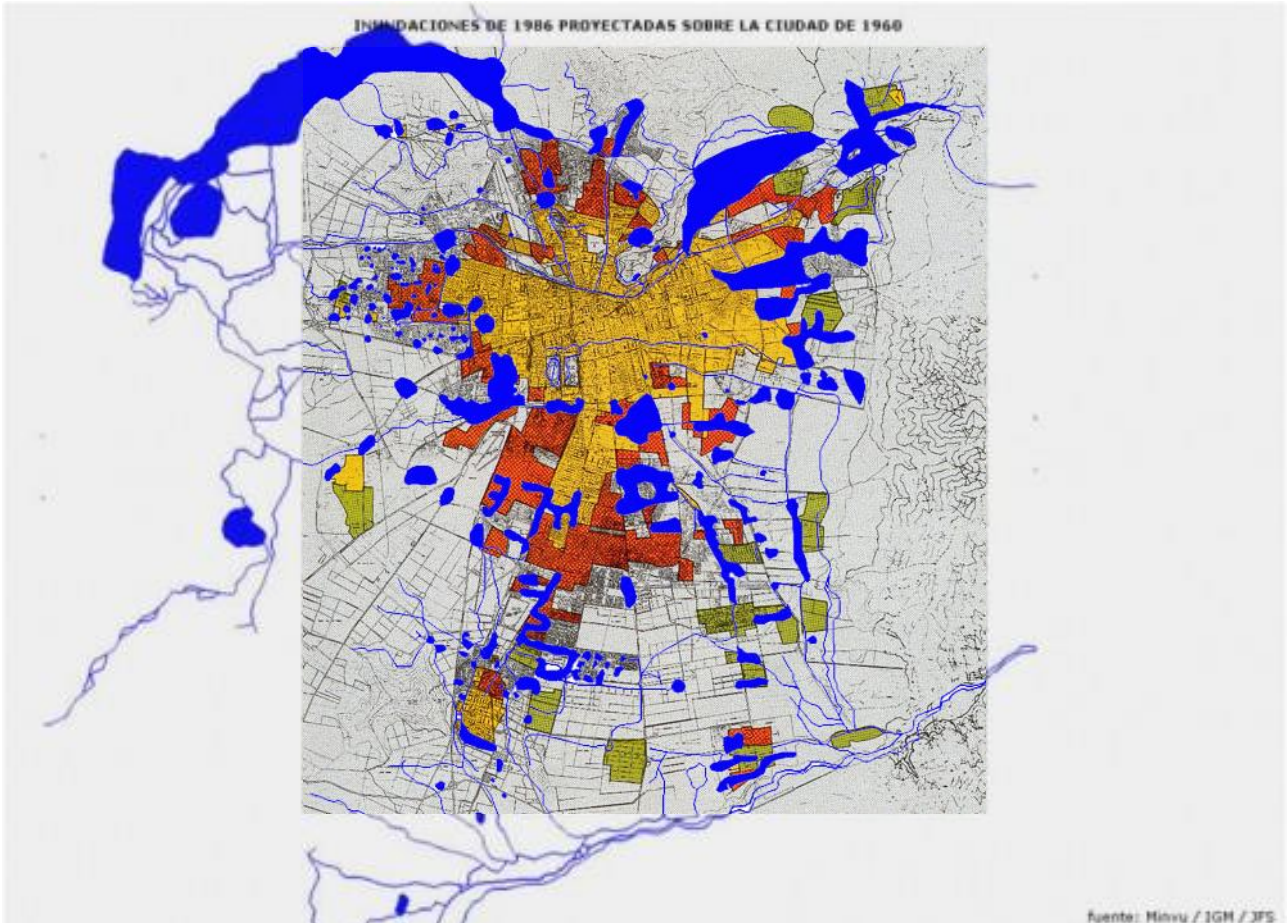 INUNDACIONES DE 1986 PROYECTADAS SOBRE LA CIUDAD DE 1960
fuente: Minvu / IGM / JFS